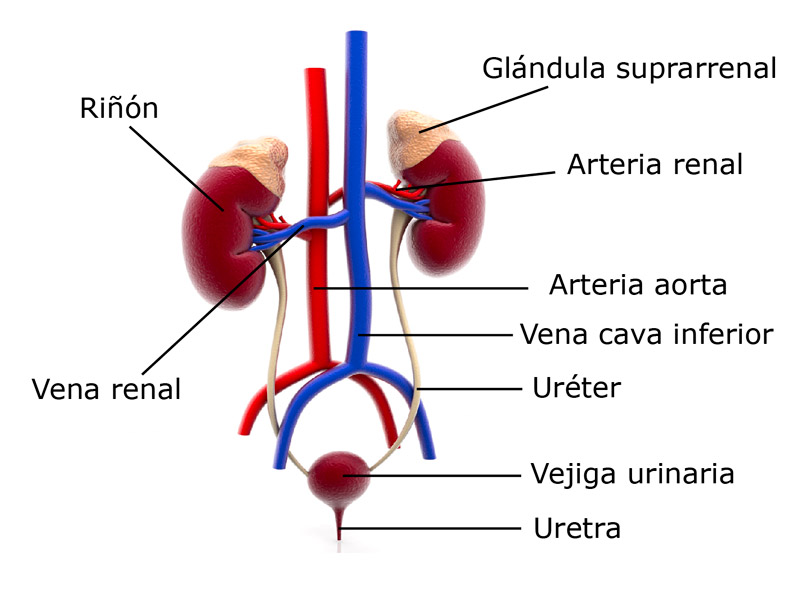 Glándula suprarrenal
Riñón
Arteria renal
Arteria aorta
Vena cava inferior
Vena renal
Uréter
Vejiga urinaria
Uretra